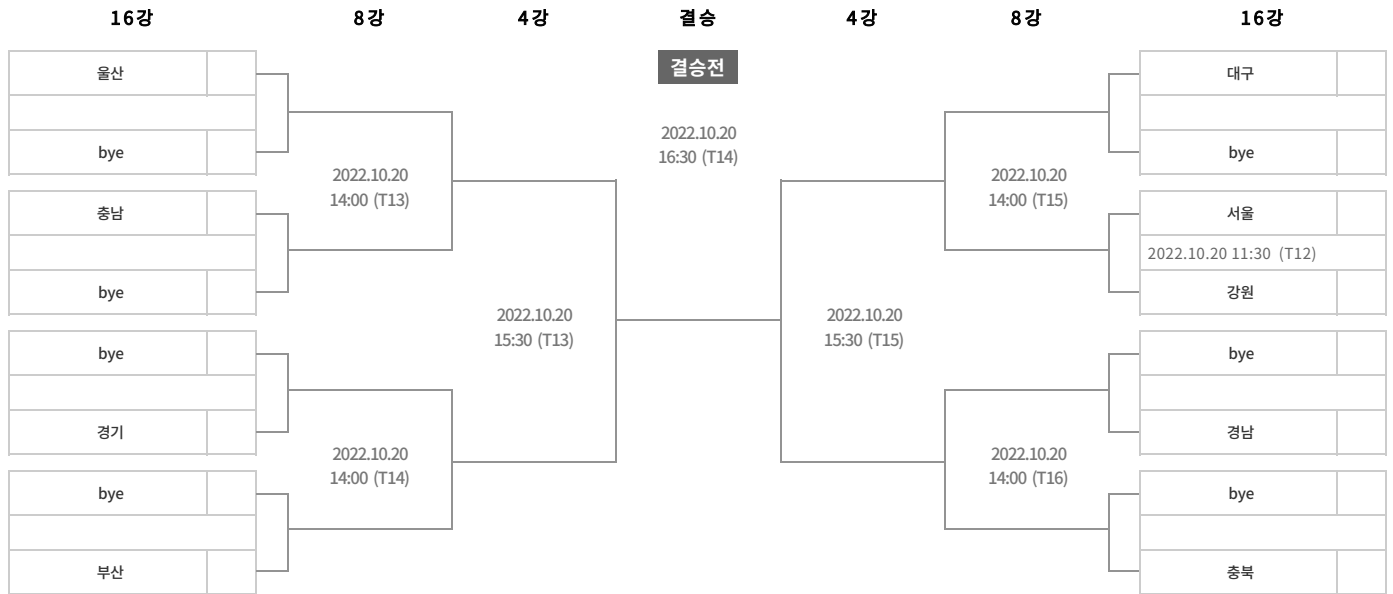 16강 8강 4강 결승 4강 8강 16강
결승전
울산 대구
2022.10.20
16:30 (T14)
bye bye
2022.10.20 2022.10.20
14:00 (T13) 14:00 (T15)
충남 서울
2022.10.20 11:30 (T12)
bye 강원
2022.10.20 2022.10.20
15:30 (T13) 15:30 (T15)
bye bye
경기 경남
2022.10.20 2022.10.20
14:00 (T14) 14:00 (T16)
bye bye
부산 충북